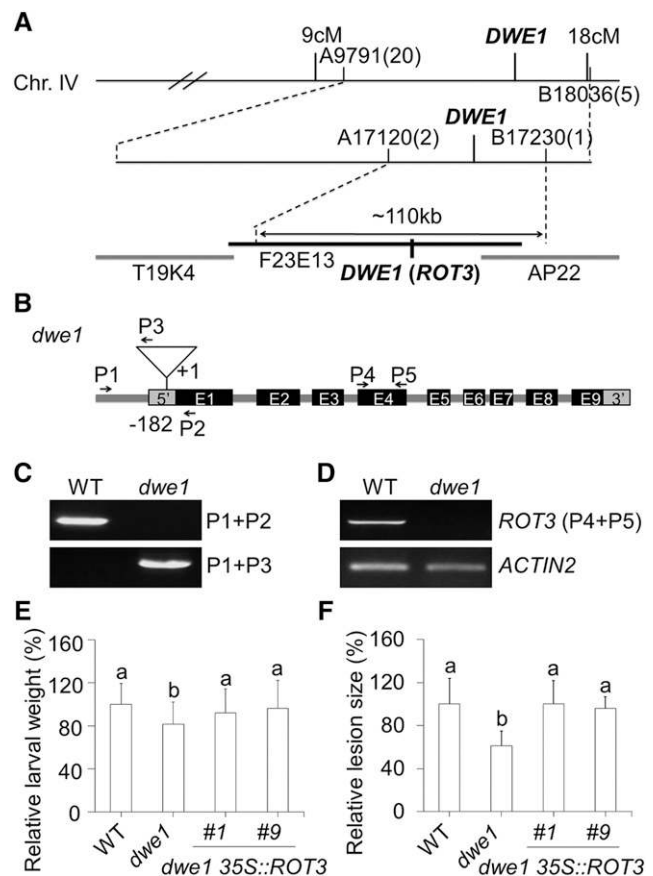 A
9cM
A9791(20)
DWE1
18cM
Chr. IV
B18036(5)
DWE1
A17120(2)
B17230(1)
~110kb
F23E13
T19K4
DWE1 (ROT3)
AP22
B
dwe1
P3
P1
+1
P4
P5
5'
E1
E2
E3
E4
E5
E6
E7
E8
E9
3'
-182
P2
C
WT
dwe1
P1+P2
P1+P3
D
WT
dwe1
ROT3 (P4+P5)
ACTIN2
E
Relative larval weight (%)
160
120
80
40
0
a
b
a
a
WT
dwe1
#1
#9
dwe1 35S::ROT3
F
Relative lesion size (%)
160
120
80
40
0
a
b
a
a
WT
dwe1
#1
#9
dwe1 35S::ROT3